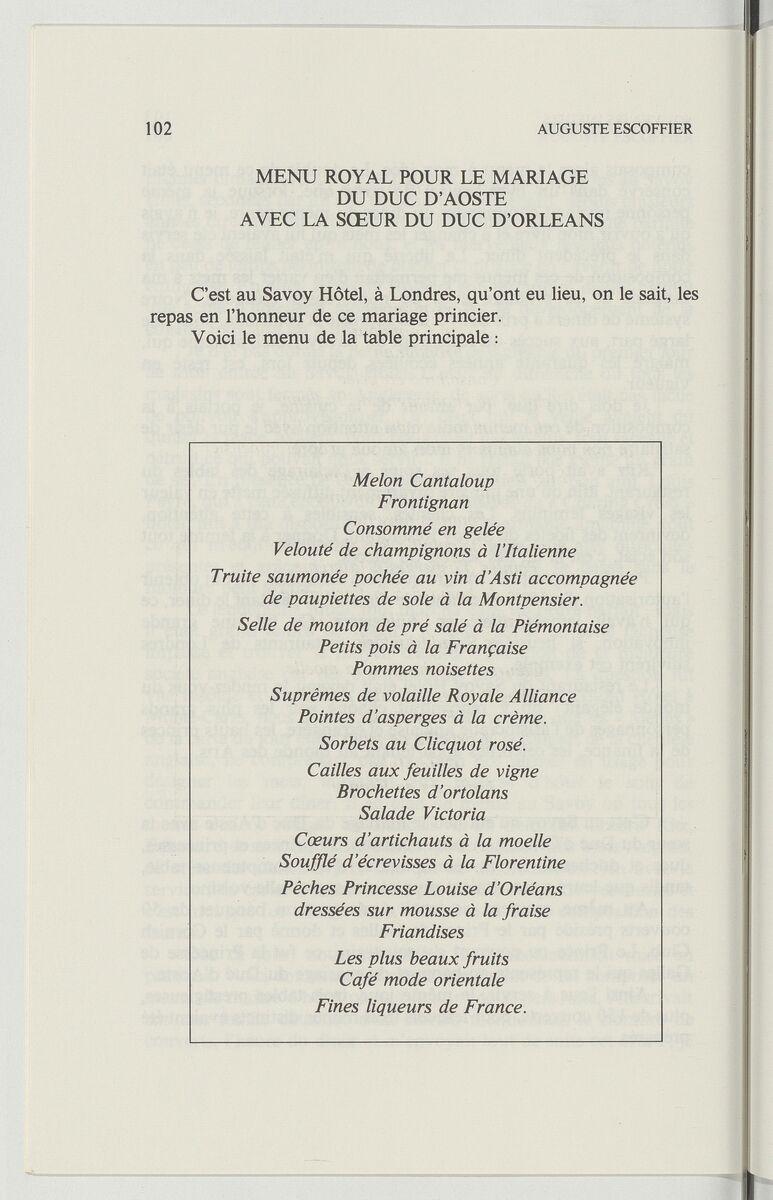 102
AUGUSTE ESCOFFIER
MENU ROYAL POUR LE MARIAGE
DU DUC D'AOSTE
AVEC LA SŒUR DU DUC D'ORLEANS
C'est au Savoy Hôtel, à Londres, qu'ont eu lieu, on le sait, les
repas en l'honneur de ce mariage princier.
Voici le menu de la table principale :
Melon Cantaloup
Frontignan
Consommé en gelée
Velouté de champignons à l'Italienne
Truite saumonée pochée au vin d'Asti accompagnée
de paupiettes de sole à la Montpensier.
Selle de mouton de pré salé à la Piémontaise
Petits pois à la Française
Pommes noisettes
Suprêmes de volaille Royale Alliance
Pointes d'asperges à la crème.
Sorbets au Clicquot rosé.
Cailles aux feuilles de vigne
Brochettes d'ortolans
Salade Victoria
Cœurs d'artichauts à la moelle
Soufflé d'écrevisses à la Florentine
Pêches Princesse Louise d'Orléans
dressées sur mousse à la fraise
Friandises
Les plus beaux fruits
Café mode orientale
Fines liqueurs de France.